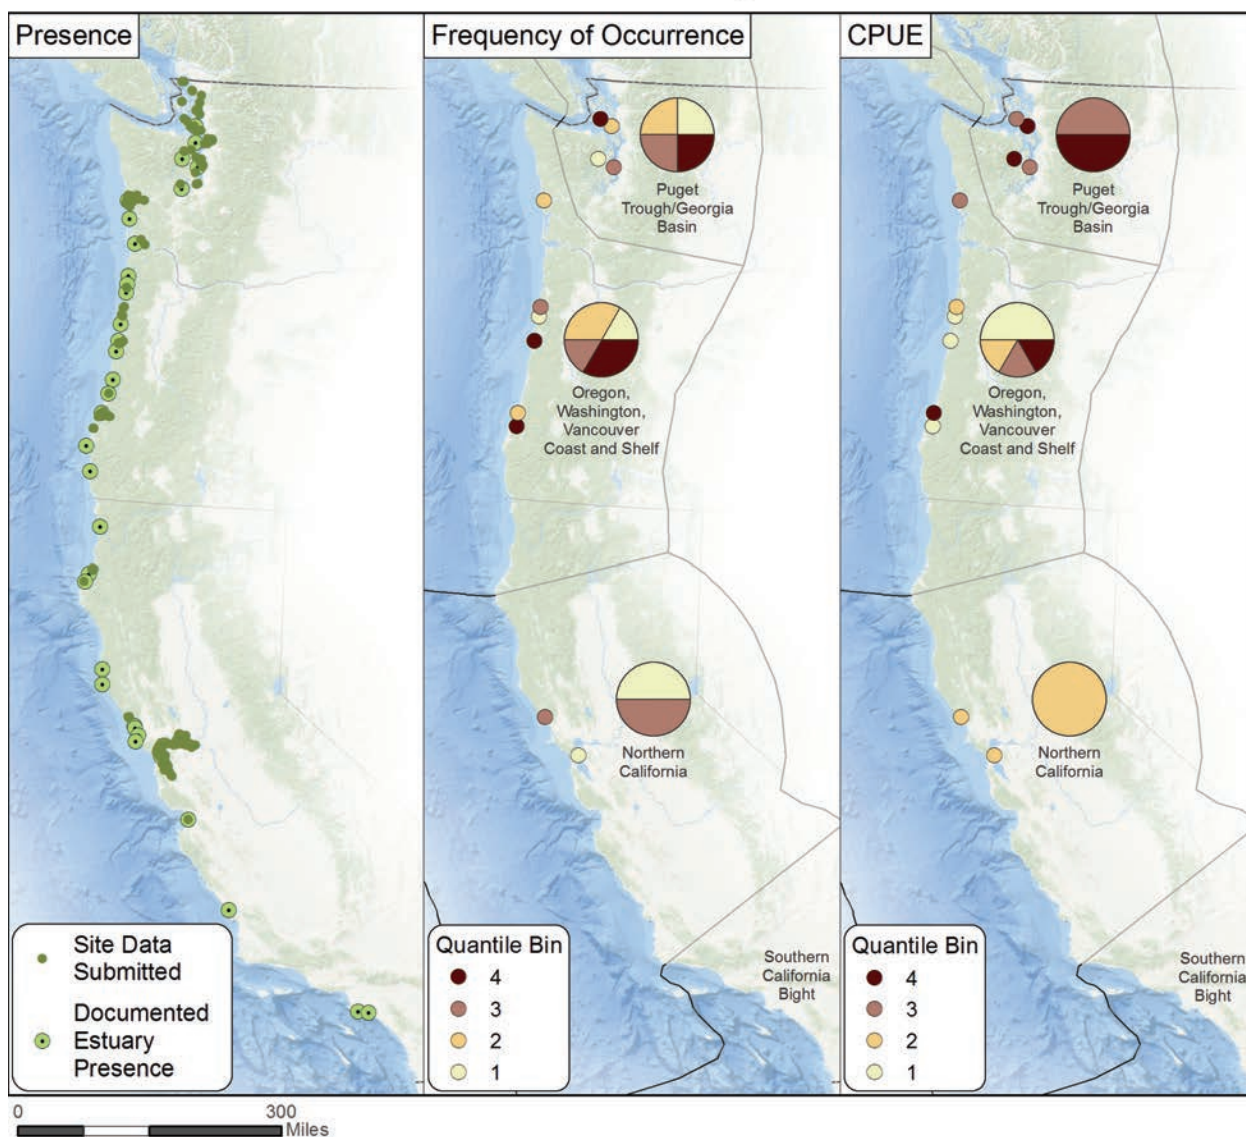 Presence
Site Data
Submitted
Documented
Estuary
Presence
Frequency of Occurrence
Puget
Trough/Georgia
Basin
Oregon,
Washington,
Vancouver
Coast and Shelf
Northern
California
Southern
California
Bight
Quantile Bin
4
3
2
1
CPUE
Puget
Trough/Georgia
Basin
Oregon,
Washington,
Vancouver
Coast and Shelf
Northern
California
Southern
California
Bight
Quantile Bin
4
3
2
1
0 300
Miles